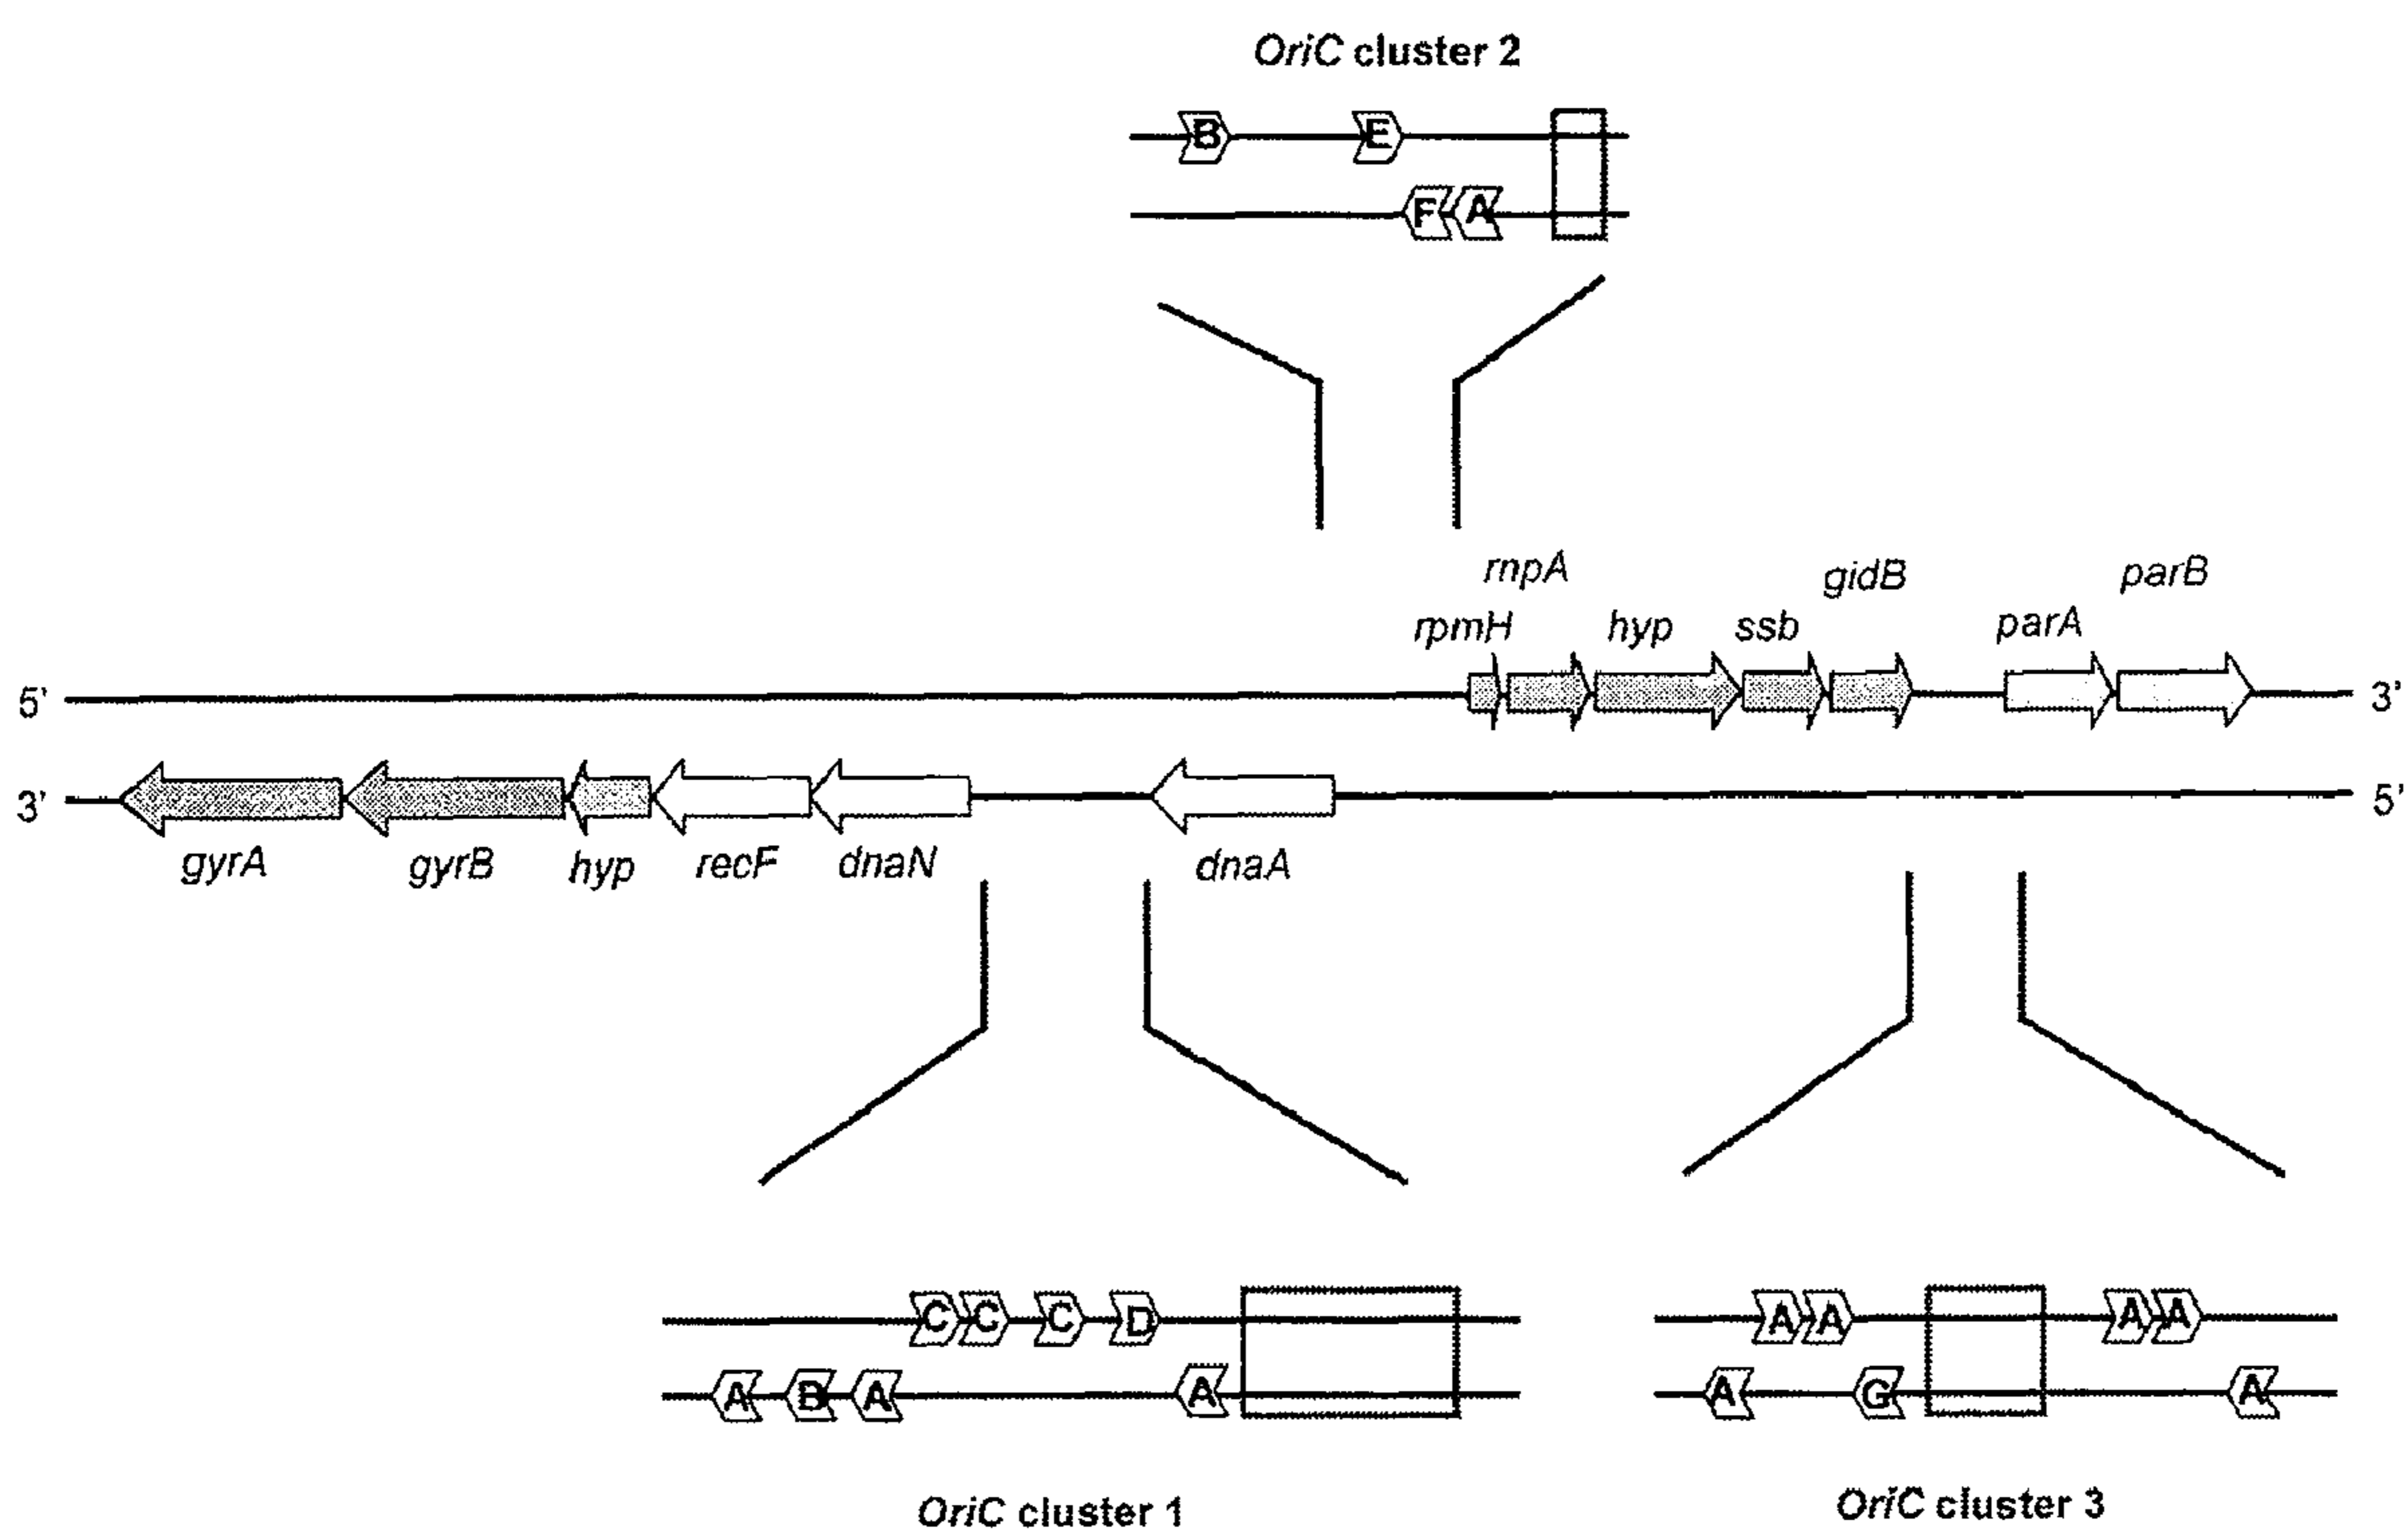 OriC cluster 2
B E
F A
rnpA gidB parB
rpmH hyp ssb parA
5' 3'
3' 5'
gyrA gyrB hyp recF dnaN dnaA
C C C D A A A A
A B A A A G A
OriC cluster 1 OriC cluster 3